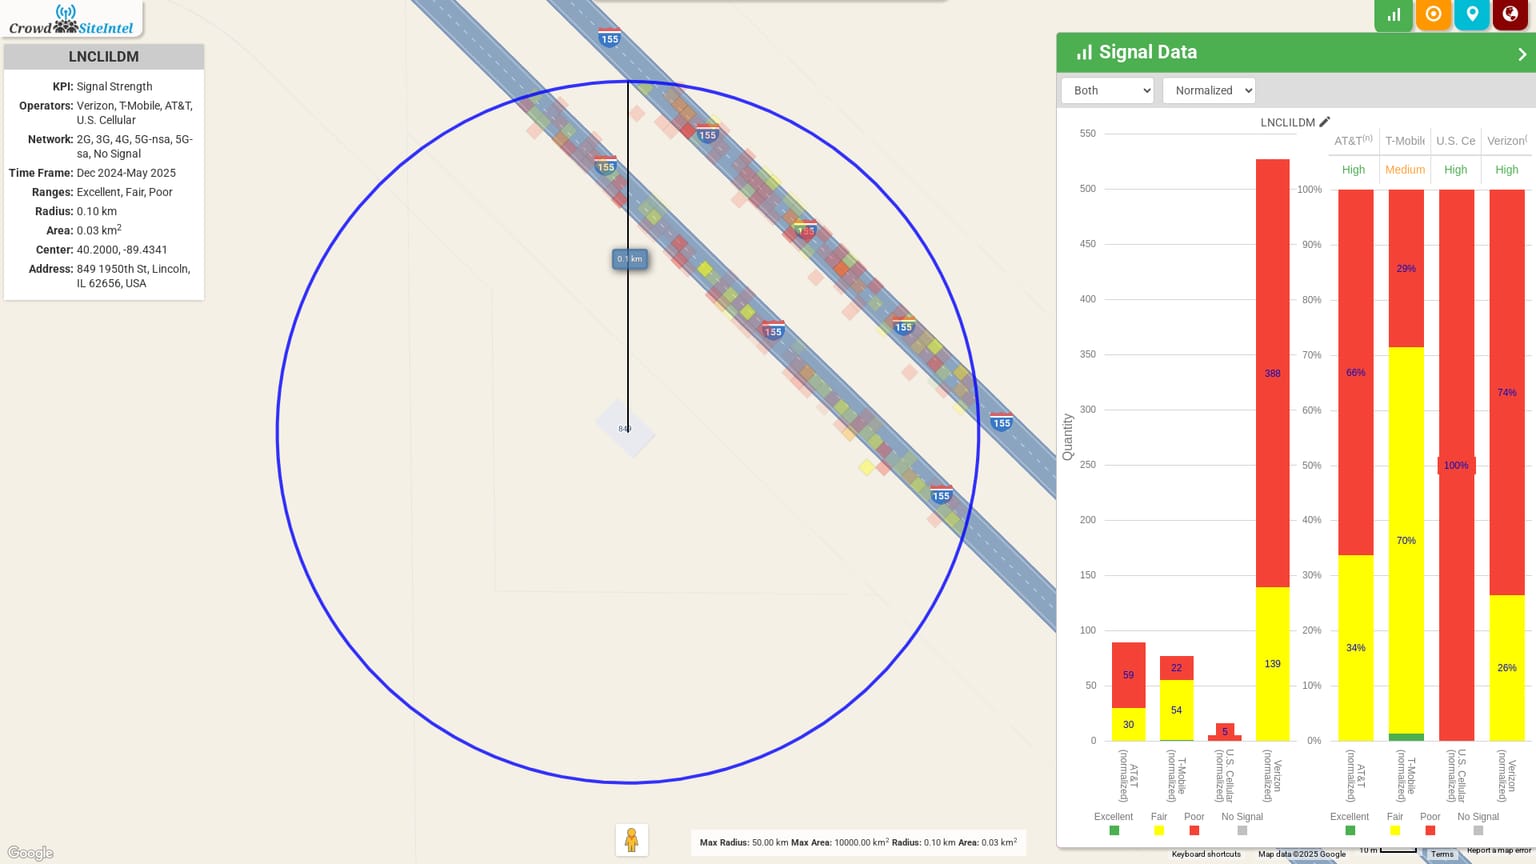 Crowd SiteIntel
LNCLILDM
KPI: Signal Strength
Operators: Verizon, T-Mobile, AT&T,
U.S. Cellular
Network: 2G, 3G, 4G, 5G-nsa, 5G-
sa, No Signal
Time Frame: Dec 2024-May 2025
Ranges: Excellent, Fair, Poor
Radius: 0.10 km
Area: 0.03 km²
Center: 40.2000, -89.4341
Address: 849 1950th St, Lincoln,
IL 62656, USA
155
155
155
155
155
155
155
155
0.1 km
849
Signal Data
Both
Normalized
LNCLILDM
AT&T(n)
T-Mobile
U.S. Ce
Verizon(
High
Medium
High
High
Quantity
550
500
450
400
350
300
250
200
150
100
50
0
59
30
22
54
5
388
139
100%
90%
80%
70%
60%
50%
40%
30%
20%
10%
0%
66%
34%
29%
70%
100%
74%
26%
AT&T
(normalized)
T-Mobile
(normalized)
U.S. Cellular
(normalized)
Verizon
(normalized)
AT&T
(normalized)
T-Mobile
(normalized)
U.S. Cellular
(normalized)
Verizon
(normalized)
Excellent Fair Poor No Signal
Excellent Fair Poor No Signal
Max Radius: 50.00 km Max Area: 10000.00 km² Radius: 0.10 km Area: 0.03 km²
Google
Keyboard shortcuts
Map data ©2025 Google
10 m
Terms
Report a map error